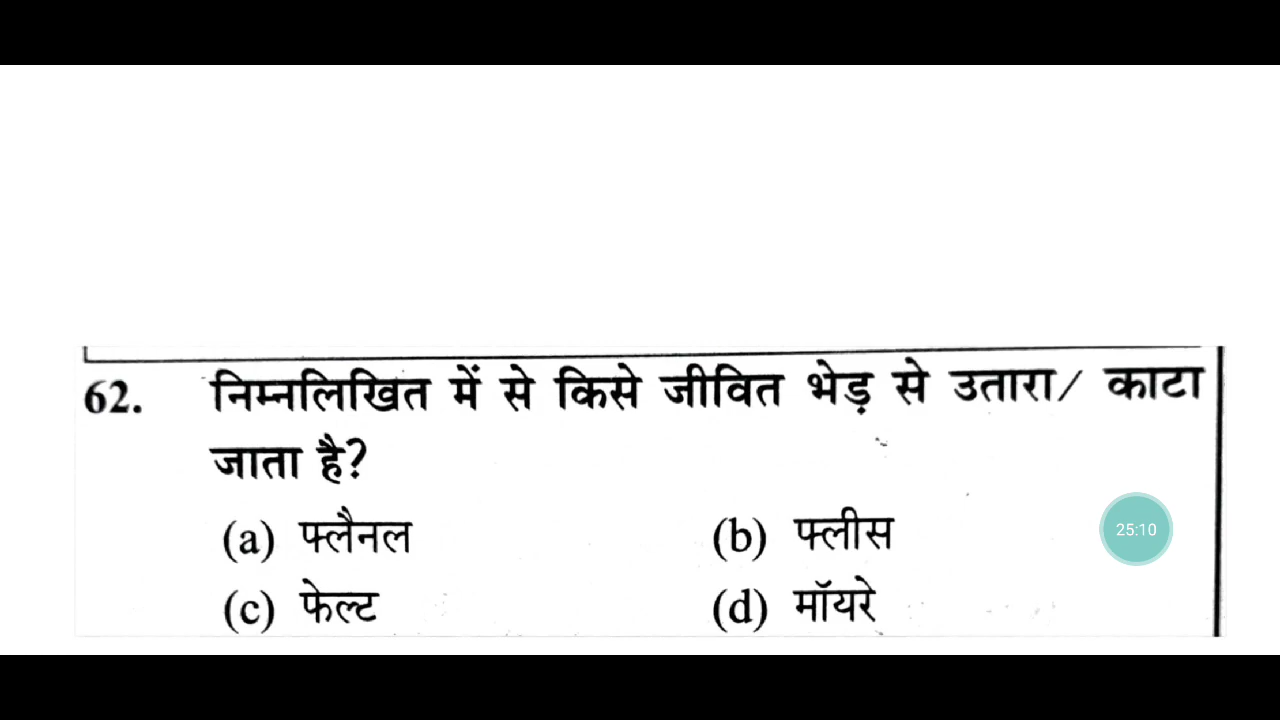 62. निम्नलिखित में से किसे जीवित भेड़ से उतारा/ काटा
जाता है?
(a) फ्लैनल (b) फ्लीस
25:10
(c) फेल्ट (d) मॉयरे